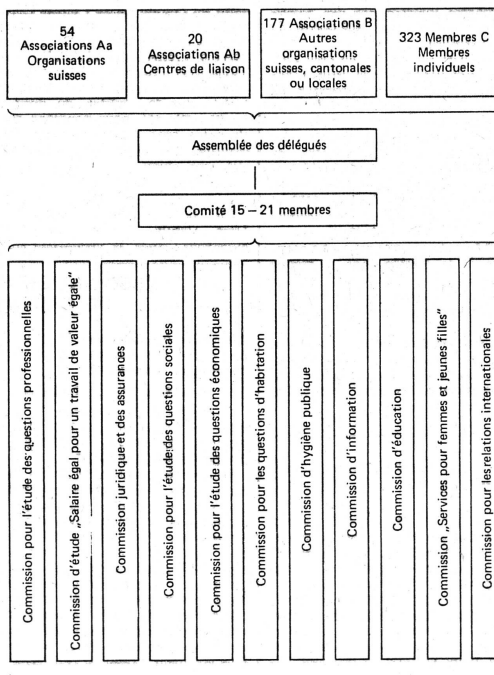 54
Associations Aa
Organisations
suisses
20
Associations Ab
Centres de liaison
177 Associations B
Autres
organisations
suisses, cantonales
ou locales
323 Membres C
Membres
individuels
Assemblée des délégués
Comité 15 – 21 membres
Commission pour l'étude des questions professionnelles
Commission d'étude „Salaire égal pour un travail de valeur égale"
Commission juridique et des assurances
Commission pour l'étude des questions sociales
Commission pour l'étude des questions économiques
Commission pour les questions d'habitation
Commission d'hygiène publique
Commission d'information
Commission d'éducation
Commission „Services pour femmes et jeunes filles"
Commission pour les relations internationales